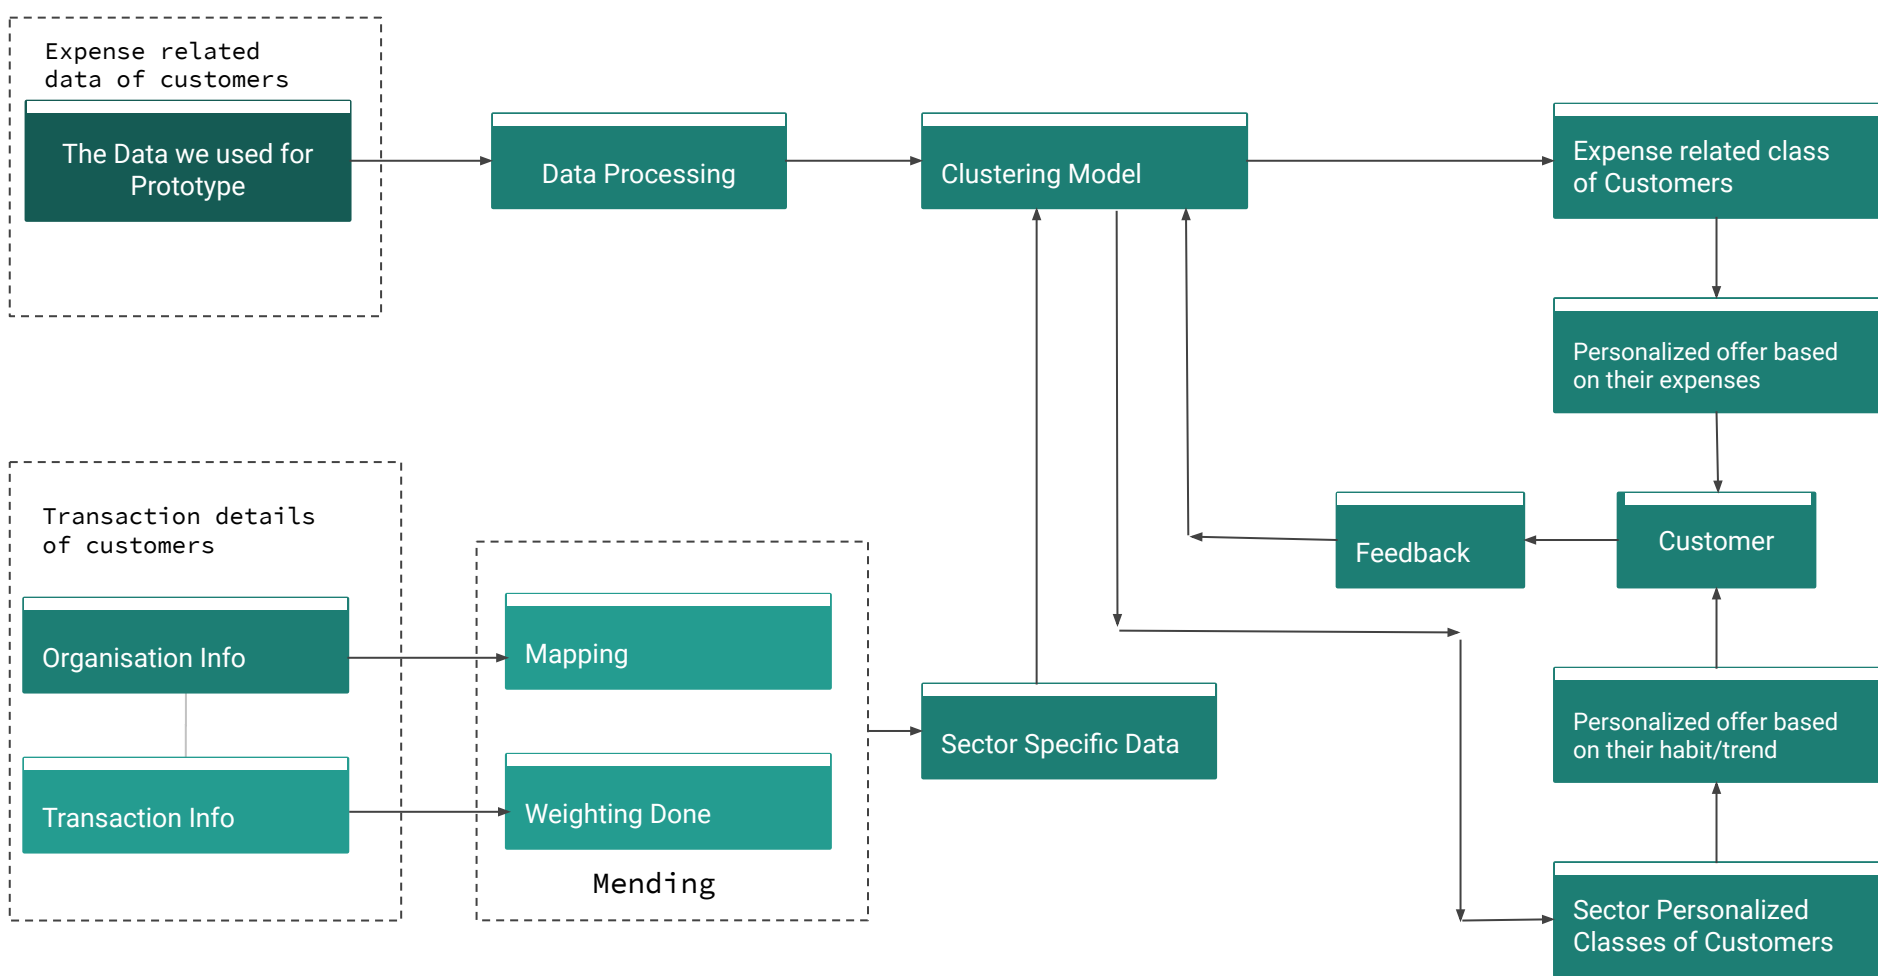 Expense related
data of customers
The Data we used for
Prototype
Data Processing
Clustering Model
Expense related class
of Customers
Personalized offer based
on their expenses
Transaction details
of customers
Feedback
Customer
Organisation Info
Mapping
Sector Specific Data
Personalized offer based
on their habit/trend
Transaction Info
Weighting Done
Mending
Sector Personalized
Classes of Customers